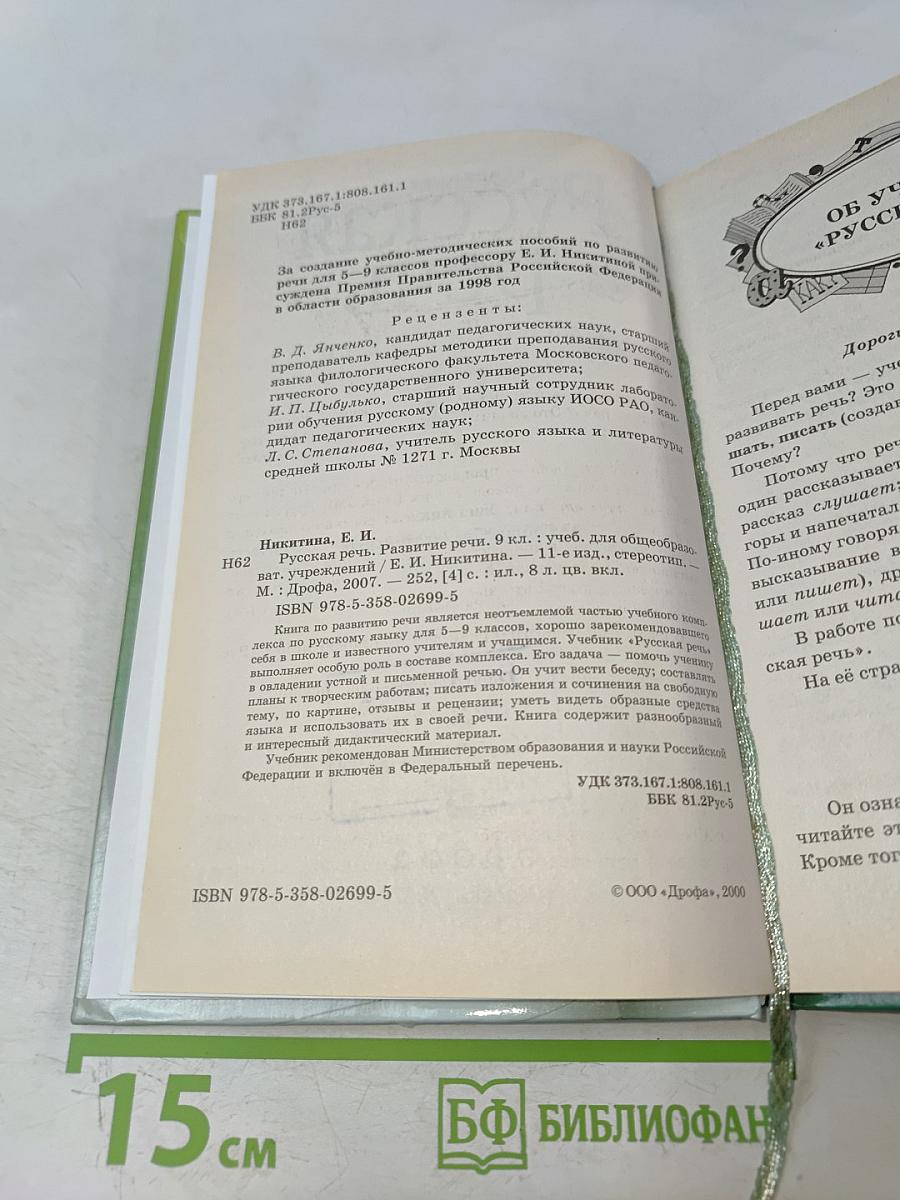 УДК 373.167.1:808.161.1
ББК 81.2Рус-5
Н62
За создание учебно-методических пособий по развитию
речи для 5—9 классов профессору Е. И. Никитиной при-
суждена Премия Правительства Российской Федерации
в области образования за 1998 год
Рецензенты:
В. Д. Янченко, кандидат педагогических наук, старший
преподаватель кафедры методики преподавания русского
языка филологического факультета Московского педаго-
гического государственного университета;
И. П. Цыбулько, старший научный сотрудник лаборато-
рии обучения русскому (родному) языку ИОСО РАО, кан-
дидат педагогических наук;
Л. С. Степанова, учитель русского языка и литературы
средней школы № 1271 г. Москвы
Никитина, Е. И.
Н62 Русская речь. Развитие речи. 9 кл. : учеб. для общеобразо-
ват. учреждений / Е. И. Никитина. — 11-е изд., стереотип. —
М. : Дрофа, 2007. — 252, [4] с. : ил., 8 л. цв. вкл.
ISBN 978-5-358-02699-5
Книга по развитию речи является неотъемлемой частью учебного комп-
лекса по русскому языку для 5—9 классов, хорошо зарекомендовавшего
себя в школе и известного учителям и учащимся. Учебник «Русская речь»
выполняет особую роль в составе комплекса. Его задача — помочь ученику
в овладении устной и письменной речью. Он учит вести беседу; составлять
планы к творческим работам; писать изложения и сочинения на свободную
тему, по картине, отзывы и рецензии; уметь видеть образные средства
языка и использовать их в своей речи. Книга содержит разнообразный
и интересный дидактический материал.
Учебник рекомендован Министерством образования и науки Российской
Федерации и включён в Федеральный перечень.
УДК 373.167.1:808.161.1
ББК 81.2Рус-5
ISBN 978-5-358-02699-5
© ООО «Дрофа», 2000
ОБ УЧ
«РУССК
КАК?
Дороги
Перед вами — уче
развивать речь? Это
шать, писать (создав
Почему?
Потому что реч
один рассказывает
рассказ слушает;
горы и напечатал
По-иному говоря
высказывание в
или пишет), др
шает или чита
В работе по
ская речь».
На её стра
Он озна
читайте эт
Кроме тог
15 см
БФ БИБЛИОФАН